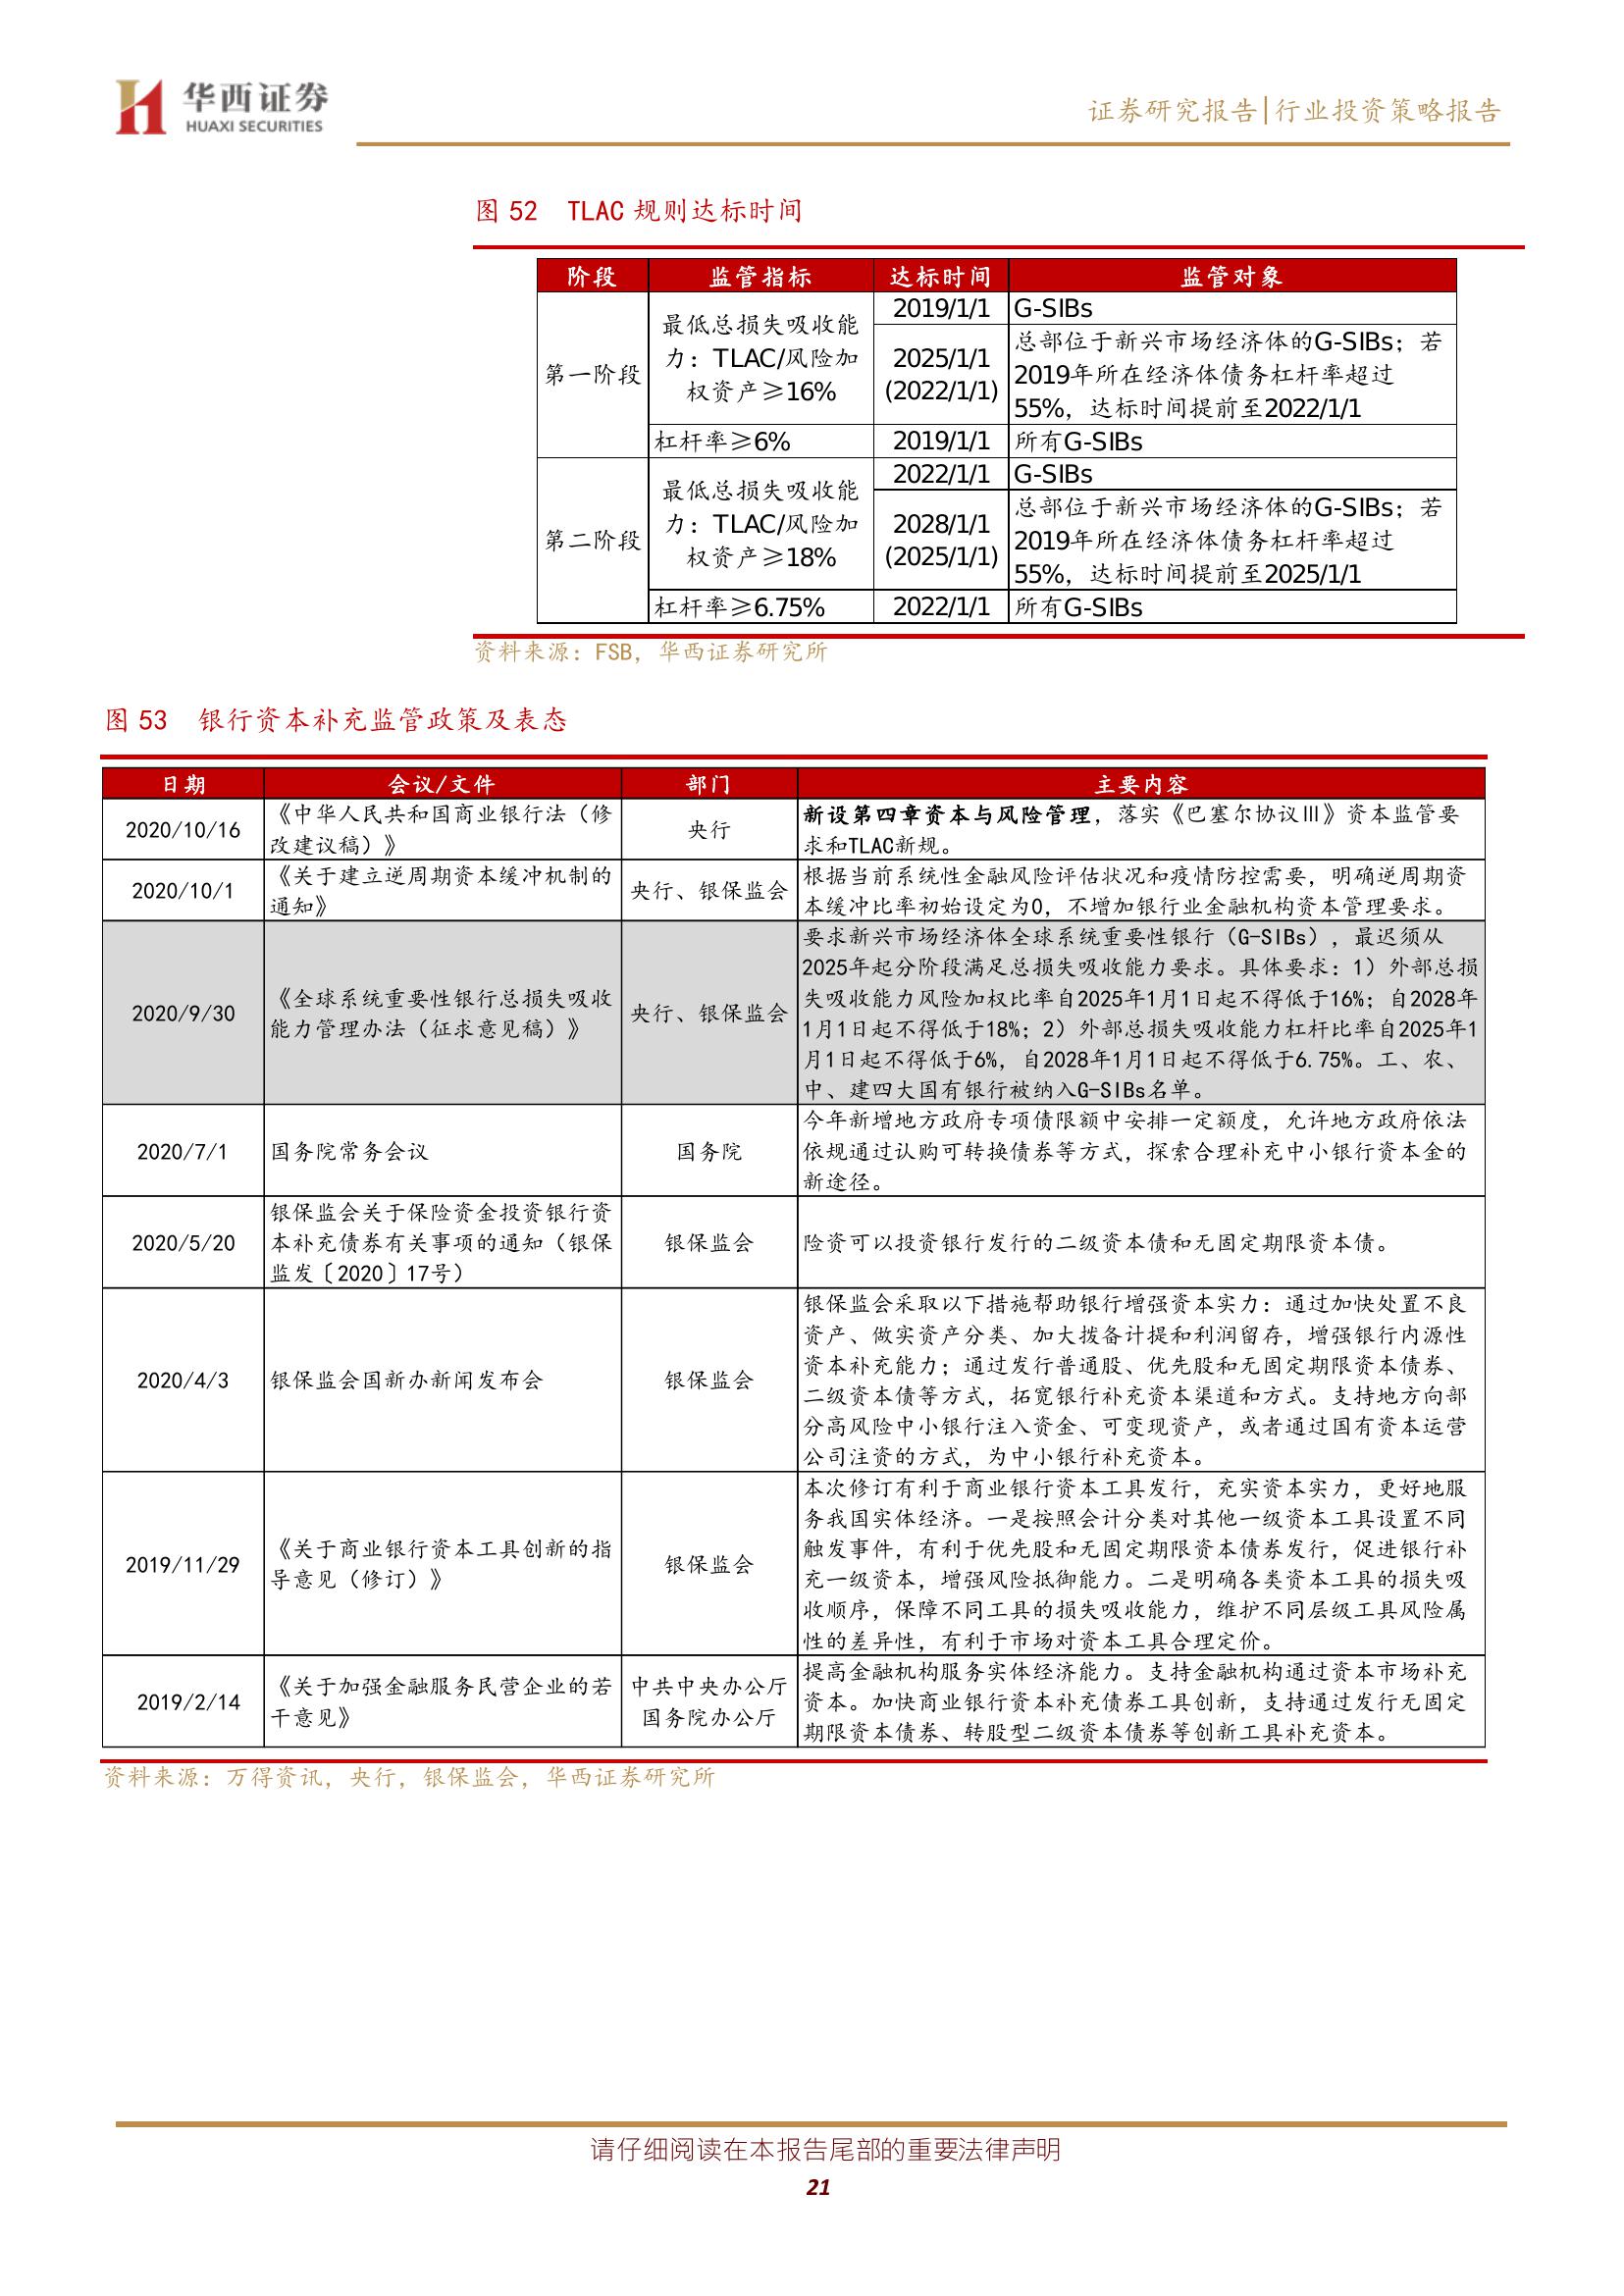 华西证券
HUAXI SECURITIES
证券研究报告|行业投资策略报告
图 52 TLAC 规则达标时间
阶段 监管指标 达标时间 监管对象
第一阶段
最低总损失吸收能
力：TLAC/风险加
权资产≥16%
2019/1/1 G-SIBs
2025/1/1
(2022/1/1)
总部位于新兴市场经济体的G-SIBs；若
2019年所在经济体债务杠杆率超过
55%，达标时间提前至2022/1/1
杠杆率≥6% 2019/1/1 所有G-SIBs
第二阶段
最低总损失吸收能
力：TLAC/风险加
权资产≥18%
2022/1/1 G-SIBs
2028/1/1
(2025/1/1)
总部位于新兴市场经济体的G-SIBs；若
2019年所在经济体债务杠杆率超过
55%，达标时间提前至2025/1/1
杠杆率≥6.75% 2022/1/1 所有G-SIBs
资料来源：FSB，华西证券研究所
图 53 银行资本补充监管政策及表态
日期 会议/文件 部门 主要内容
2020/10/16
《中华人民共和国商业银行法（修
改建议稿）》
央行
新设第四章资本与风险管理，落实《巴塞尔协议Ⅲ》资本监管要
求和TLAC新规。
2020/10/1
《关于建立逆周期资本缓冲机制的
通知》
央行、银保监会
根据当前系统性金融风险评估状况和疫情防控需要，明确逆周期资
本缓冲比率初始设定为0，不增加银行业金融机构资本管理要求。
2020/9/30
《全球系统重要性银行总损失吸收
能力管理办法（征求意见稿）》
央行、银保监会
要求新兴市场经济体全球系统重要性银行（G-SIBs），最迟须从
2025年起分阶段满足总损失吸收能力要求。具体要求：1）外部总损
失吸收能力风险加权比率自2025年1月1日起不得低于16%；自2028年
1月1日起不得低于18%；2）外部总损失吸收能力杠杆比率自2025年1
月1日起不得低于6%，自2028年1月1日起不得低于6.75%。工、农、
中、建四大国有银行被纳入G-SIBs名单。
2020/7/1
国务院常务会议
国务院
今年新增地方政府专项债限额中安排一定额度，允许地方政府依法
依规通过认购可转换债券等方式，探索合理补充中小银行资本金的
新途径。
2020/5/20
银保监会关于保险资金投资银行资
本补充债券有关事项的通知（银保
监发〔2020〕17号）
银保监会
险资可以投资银行发行的二级资本债和无固定期限资本债。
2020/4/3
银保监会国新办新闻发布会
银保监会
银保监会采取以下措施帮助银行增强资本实力：通过加快处置不良
资产、做实资产分类、加大拨备计提和利润留存，增强银行内源性
资本补充能力；通过发行普通股、优先股和无固定期限资本债券、
二级资本债等方式，拓宽银行补充资本渠道和方式。支持地方向部
分高风险中小银行注入资金、可变现资产，或者通过国有资本运营
公司注资的方式，为中小银行补充资本。
2019/11/29
《关于商业银行资本工具创新的指
导意见（修订）》
银保监会
本次修订有利于商业银行资本工具发行，充实资本实力，更好地服
务我国实体经济。一是按照会计分类对其他一级资本工具设置不同
触发事件，有利于优先股和无固定期限资本债券发行，促进银行补
充一级资本，增强风险抵御能力。二是明确各类资本工具的损失吸
收顺序，保障不同工具的损失吸收能力，维护不同层级工具风险属
性的差异性，有利于市场对资本工具合理定价。
2019/2/14
《关于加强金融服务民营企业的若
干意见》
中共中央办公厅
国务院办公厅
提高金融机构服务实体经济能力。支持金融机构通过资本市场补充
资本。加快商业银行资本补充债券工具创新，支持通过发行无固定
期限资本债券、转股型二级资本债券等创新工具补充资本。
资料来源：万得资讯，央行，银保监会，华西证券研究所
请仔细阅读在本报告尾部的重要法律声明
21